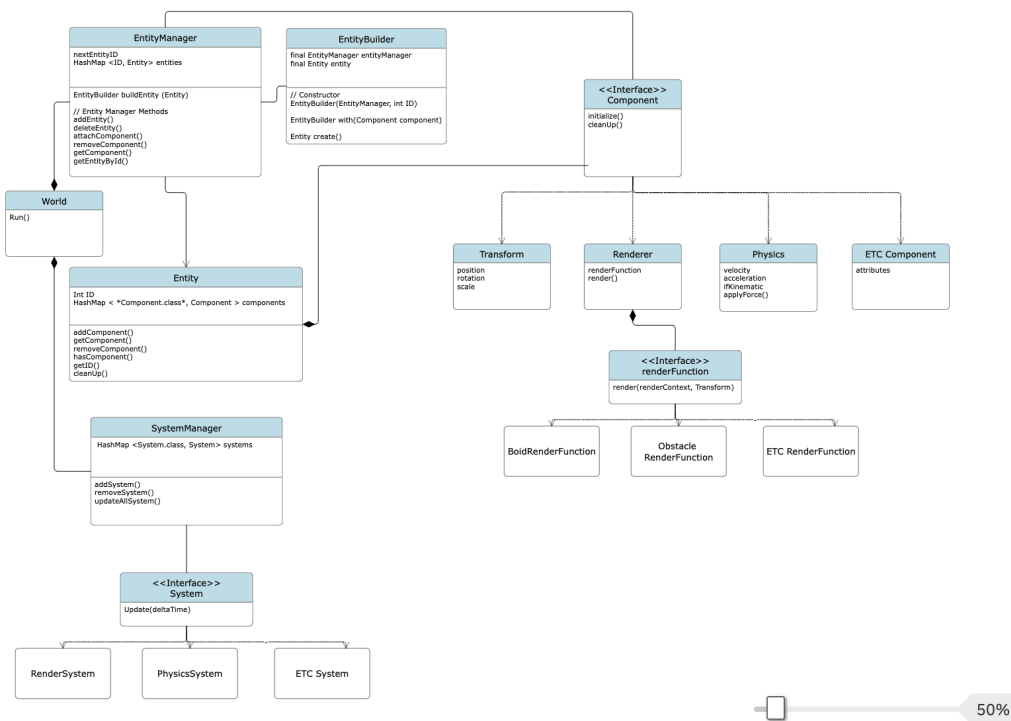 EntityManager
nextEntityID
HashMap <ID, Entity> entities
EntityBuilder buildEntity (Entity)
// Entity Manager Methods
addEntity()
deleteEntity()
attachComponent()
removeComponent()
getComponent()
getEntityById()
EntityBuilder
final EntityManager entityManager
final Entity entity
// Constructor
EntityBuilder(EntityManager, int ID)
EntityBuilder with(Component component)
Entity create()
<<Interface>>
Component
initialize()
cleanUp()
World
Run()
Entity
Int ID
HashMap < *Component.class*, Component > components
addComponent()
getComponent()
removeComponent()
hasComponent()
getID()
cleanUp()
Transform
position
rotation
scale
Renderer
renderFunction
render()
Physics
velocity
acceleration
ifKinematic
applyForce()
ETC Component
attributes
<<Interface>>
renderFunction
render(renderContext, Transform)
BoidRenderFunction
Obstacle
RenderFunction
ETC RenderFunction
SystemManager
HashMap <System.class, System> systems
addSystem()
removeSystem()
updateAllSystem()
<<Interface>>
System
Update(deltaTime)
RenderSystem
PhysicsSystem
ETC System
50%